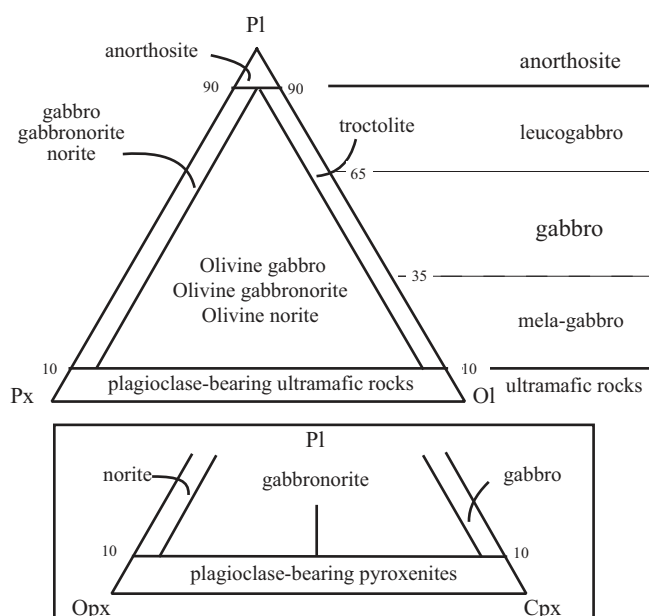 Pl
anorthosite
anorthosite
90
90
gabbro
gabbronorite
norite
troctolite
leucogabbro
65
gabbro
Olivine gabbro
Olivine gabbronorite
Olivine norite
35
mela-gabbro
10
10
plagioclase-bearing ultramafic rocks
ultramafic rocks
Px
Ol
Pl
norite
gabbronorite
gabbro
10
10
plagioclase-bearing pyroxenites
Opx
Cpx